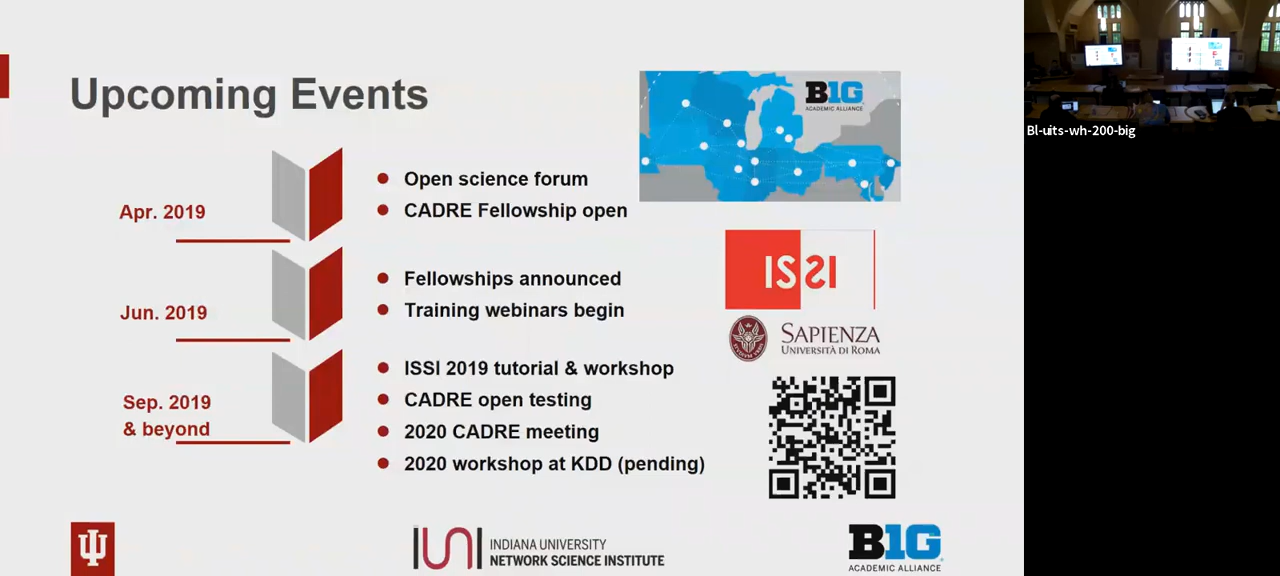 Upcoming Events
B1G
ACADEMIC ALLIANCE
Apr. 2019
Open science forum
CADRE Fellowship open
Jun. 2019
Fellowships announced
Training webinars begin
ISSI
SAPIENZA
UNIVERSITÀ DI ROMA
Sep. 2019
& beyond
ISSI 2019 tutorial & workshop
CADRE open testing
2020 CADRE meeting
2020 workshop at KDD (pending)
INDIANA UNIVERSITY
NETWORK SCIENCE INSTITUTE
B1G
ACADEMIC ALLIANCE
Bl-uits-wh-200-big